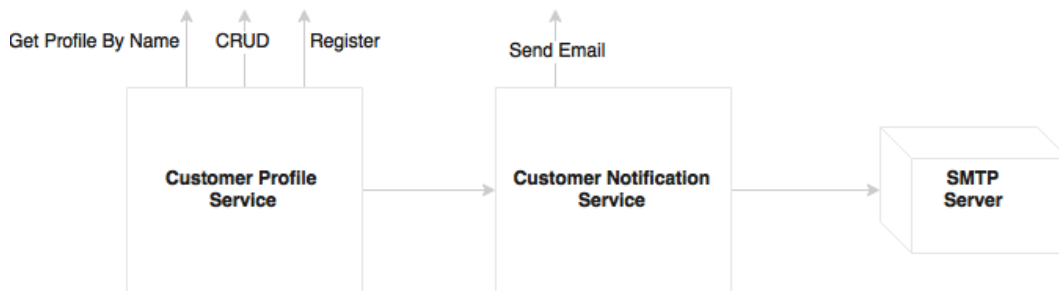 Get Profile By Name
CRUD
Register
Send Email
Customer Profile
Service
Customer Notification
Service
SMTP
Server